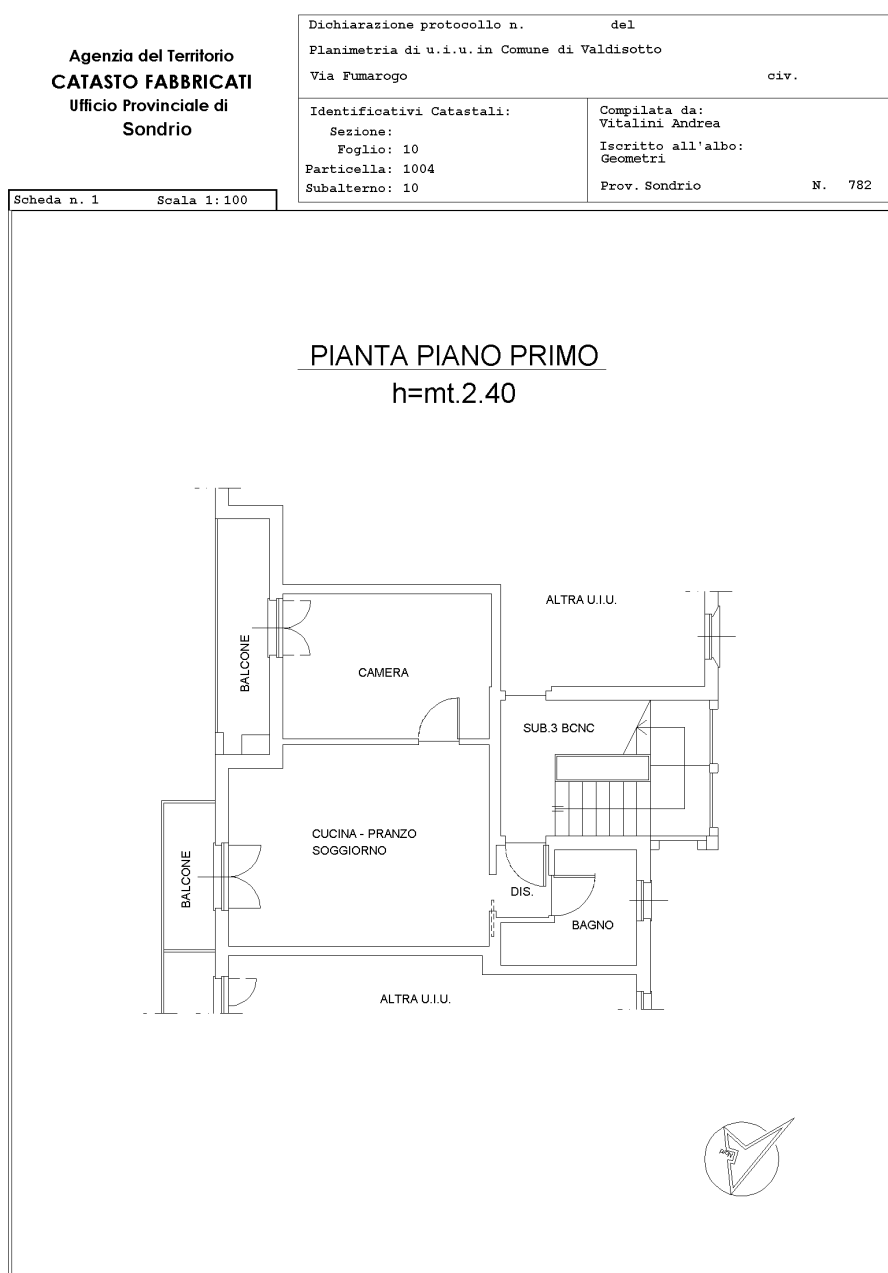 Agenzia del Territorio
CATASTO FABBRICATI
Ufficio Provinciale di
Sondrio
Dichiarazione protocollo n. del
Planimetria di u.i.u. in Comune di Valdisotto
Via Fumarogo civ.
Identificativi Catastali:
Sezione:
Foglio: 10
Particella: 1004
Subalterno: 10
Compilata da:
Vitalini Andrea
Iscritto all'albo:
Geometri
Prov. Sondrio N. 782
Scheda n. 1 Scala 1:100
PIANTA PIANO PRIMO
h=mt.2.40
ALTRA U.I.U.
BALCONE
CAMERA
SUB.3 BCNC
CUCINA - PRANZO
SOGGIORNO
BALCONE
DIS.
BAGNO
ALTRA U.I.U.